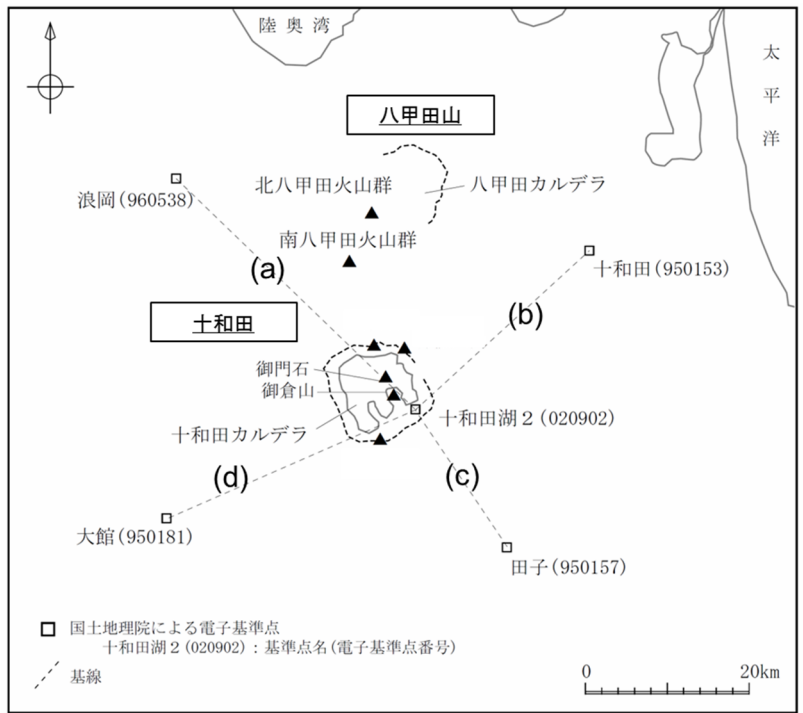 陸奥湾
太平洋
八甲田山
北八甲田火山群
八甲田カルデラ
浪岡(960538)
南八甲田火山群
(a)
十和田(950153)
十和田
(b)
御門石
御倉山
十和田カルデラ
十和田湖2(020902)
(d)
(c)
大館(950181)
田子(950157)
国土地理院による電子基準点
十和田湖2(020902):基準点名(電子基準点番号)
基線
0 20km